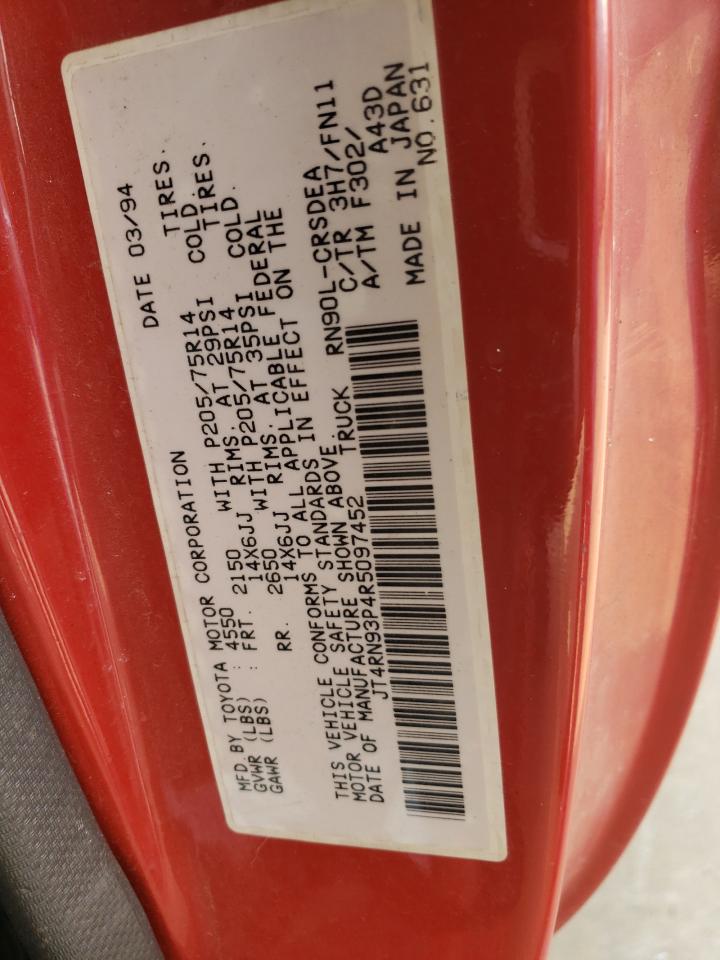 DATE 03/94
MFD. BY TOYOTA MOTOR CORPORATION
GVWR (LBS) : 4550
GAWR (LBS) : FRT. 2150 WITH P205/75R14 TIRES.
14X6JJ RIMS. AT 29PSI COLD.
RR. 2650 WITH P205/75R14 TIRES.
14X6JJ RIMS. AT 35PSI COLD.
THIS VEHICLE CONFORMS TO ALL APPLICABLE FEDERAL
MOTOR VEHICLE SAFETY STANDARDS IN EFFECT ON THE
DATE OF MANUFACTURE SHOWN ABOVE.
JT4RN93P4R5097452 TRUCK RN90L-CRSDEA
C/TR 3H7/FN11
A/TM F302/ A43D
MADE IN JAPAN
NO.631